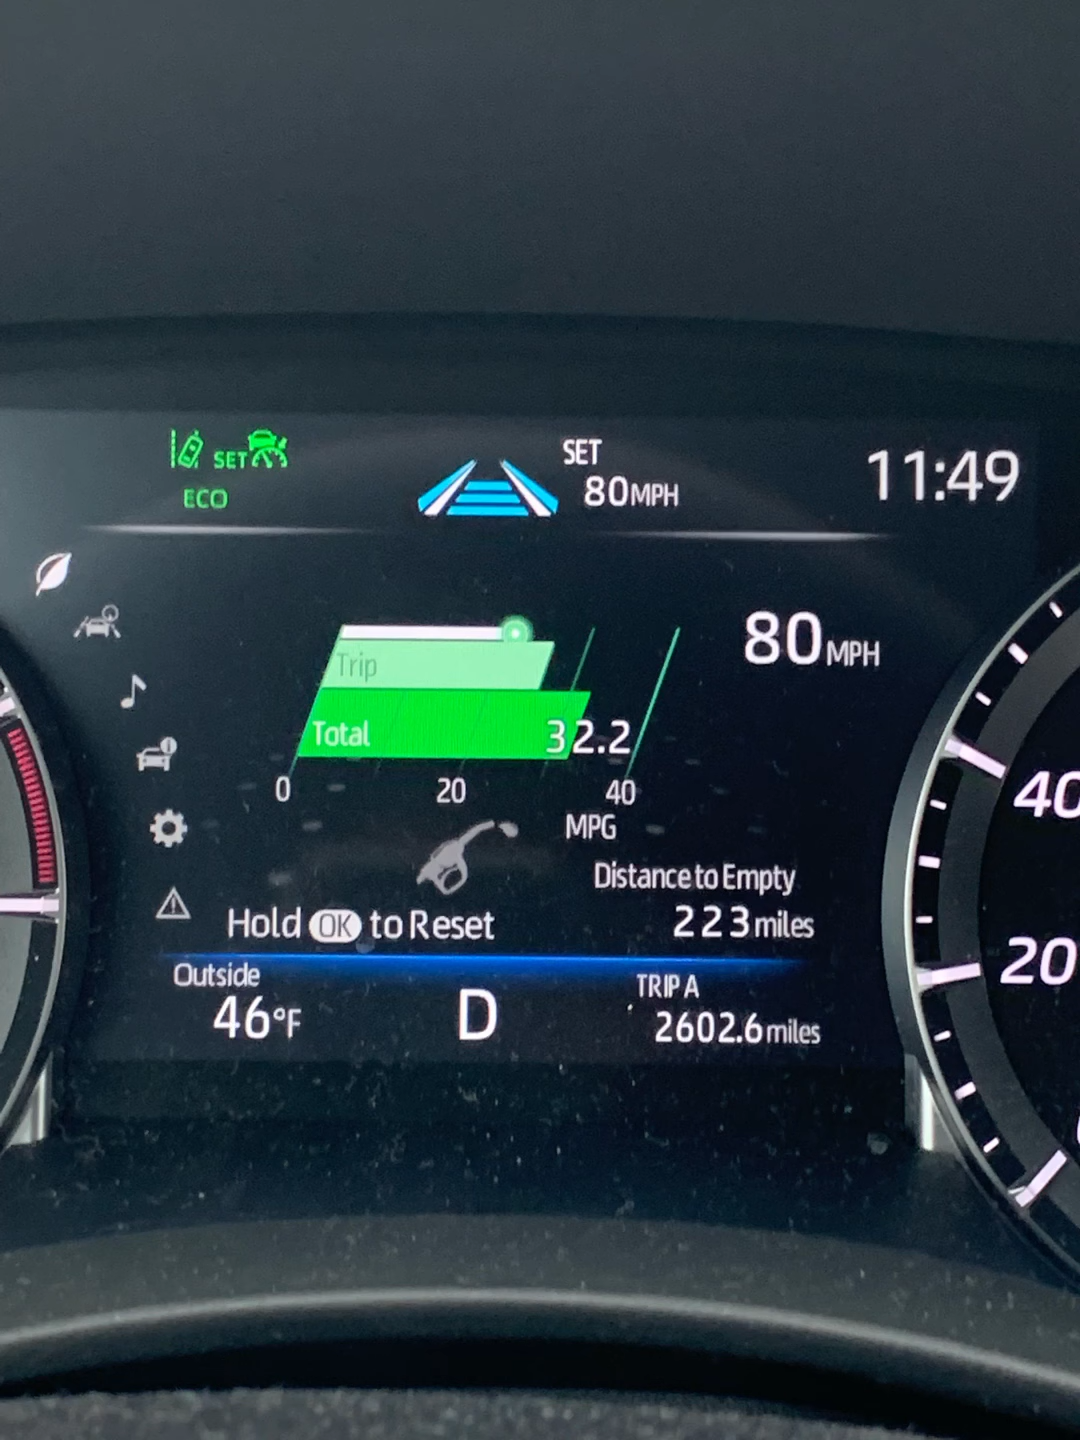 SET
ECO
SET
80MPH
11:49
80MPH
Trip
Total 32.2
0 20 40
MPG
Distance to Empty
223miles
Hold OK to Reset
Outside
46°F
D
TRIP A
2602.6miles
40
20